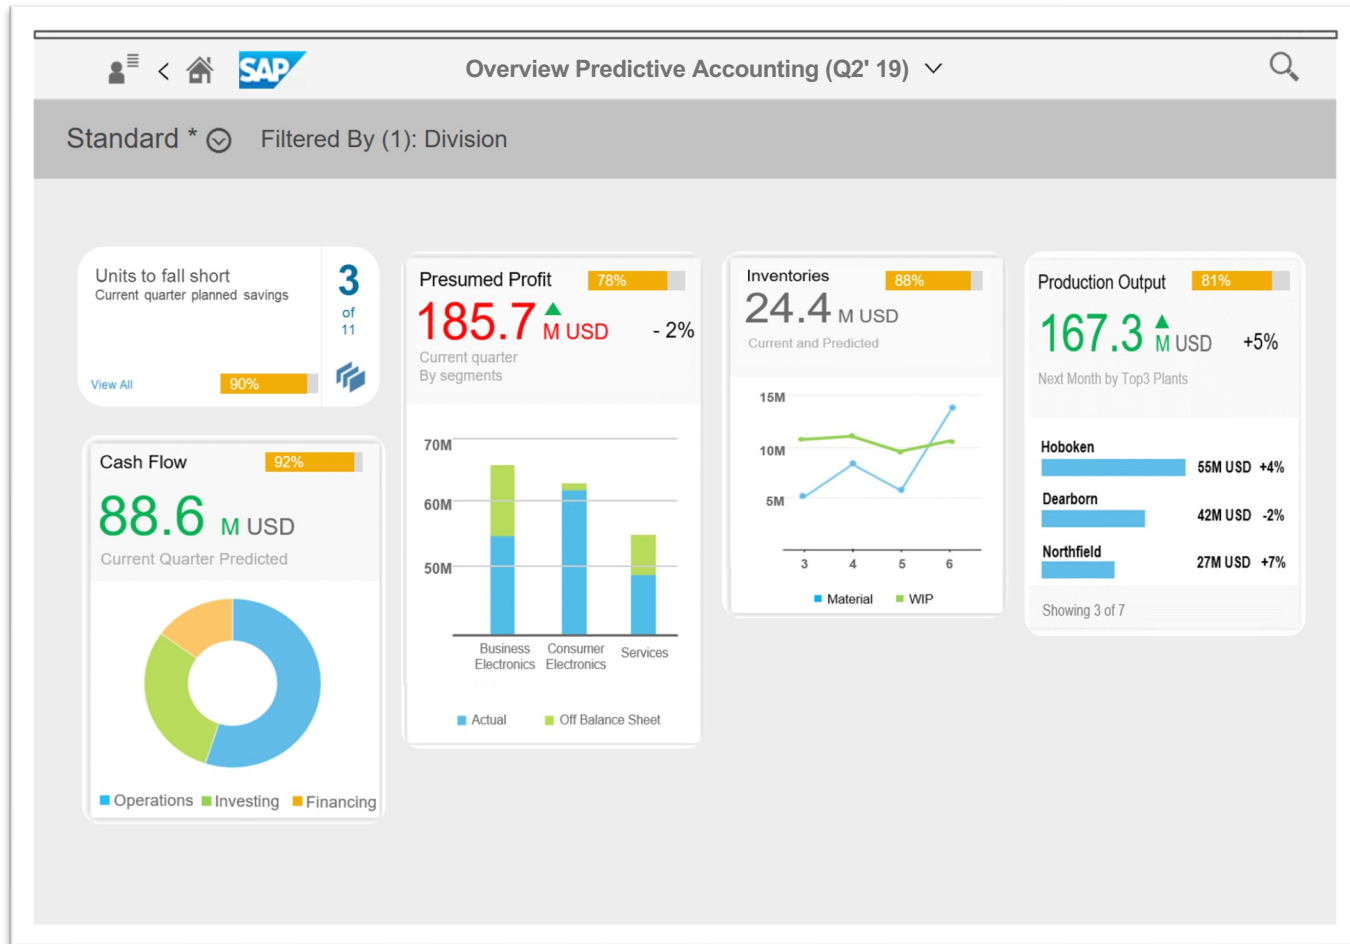 SAP
Overview Predictive Accounting (Q2' 19)
Standard *
Filtered By (1): Division
Units to fall short
Current quarter planned savings
3
of
11
View All
90%
Cash Flow
92%
88.6 M USD
Current Quarter Predicted
Operations
Investing
Financing
Presumed Profit
78%
185.7 M USD
- 2%
Current quarter
By segments
70M
60M
50M
Business
Electronics
Consumer
Electronics
Services
Actual
Off Balance Sheet
Inventories
88%
24.4 M USD
Current and Predicted
15M
10M
5M
3 4 5 6
Material
WIP
Production Output
81%
167.3 M USD
+5%
Next Month by Top3 Plants
Hoboken
55M USD +4%
Dearborn
42M USD -2%
Northfield
27M USD +7%
Showing 3 of 7